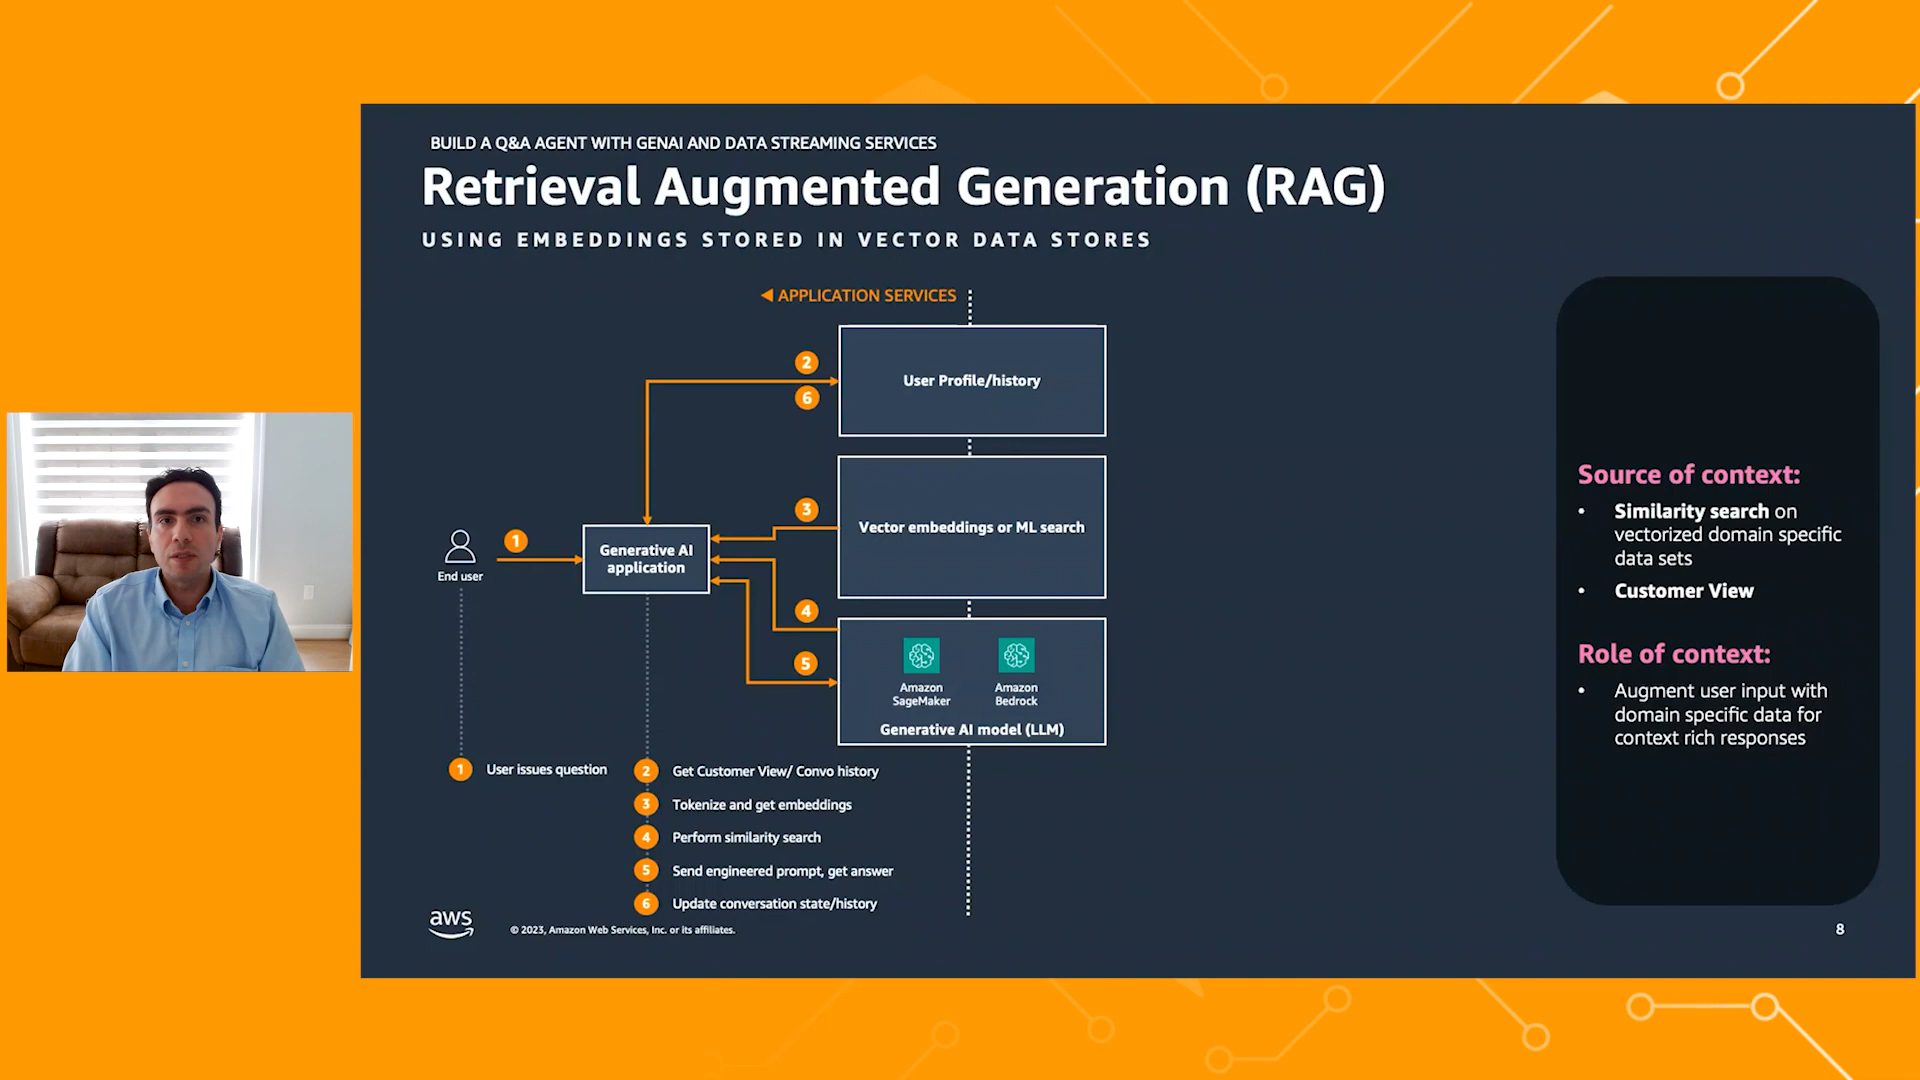 BUILD A Q&A AGENT WITH GENAI AND DATA STREAMING SERVICES
Retrieval Augmented Generation (RAG)
USING EMBEDDINGS STORED IN VECTOR DATA STORES
APPLICATION SERVICES
2
6
User Profile/history
3
Vector embeddings or ML search
1
End user
Generative AI
application
4
5
Amazon
SageMaker
Amazon
Bedrock
Generative AI model (LLM)
1 User issues question
2 Get Customer View/ Convo history
3 Tokenize and get embeddings
4 Perform similarity search
5 Send engineered prompt, get answer
6 Update conversation state/history
Source of context:
• Similarity search on
vectorized domain specific
data sets
• Customer View
Role of context:
• Augment user input with
domain specific data for
context rich responses
aws
© 2023, Amazon Web Services, Inc. or its affiliates.
8